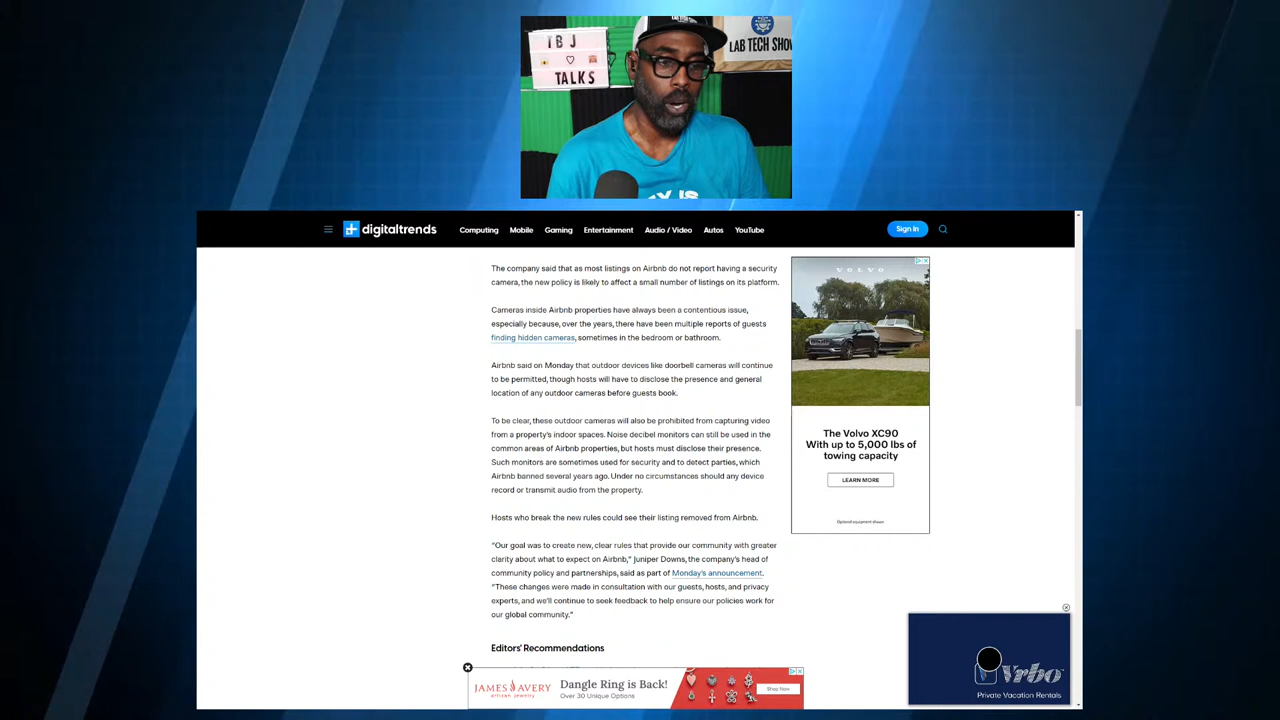 IBJ
TALKS
LAB TECH SHOW
digitaltrends
Computing
Mobile
Gaming
Entertainment
Audio / Video
Autos
YouTube
Sign In
The company said that as most listings on Airbnb do not report having a security
camera, the new policy is likely to affect a small number of listings on its platform.
Cameras inside Airbnb properties have always been a contentious issue,
especially because, over the years, there have been multiple reports of guests
finding hidden cameras, sometimes in the bedroom or bathroom.
Airbnb said on Monday that outdoor devices like doorbell cameras will continue
to be permitted, though hosts will have to disclose the presence and general
location of any outdoor cameras before guests book.
To be clear, these outdoor cameras will also be prohibited from capturing video
from a property's indoor spaces. Noise decibel monitors can still be used in the
common areas of Airbnb properties, but hosts must disclose their presence.
Such monitors are sometimes used for security and to detect parties, which
Airbnb banned several years ago. Under no circumstances should any device
record or transmit audio from the property.
Hosts who break the new rules could see their listing removed from Airbnb.
“Our goal was to create new, clear rules that provide our community with greater
clarity about what to expect on Airbnb,” Juniper Downs, the company's head of
community policy and partnerships, said as part of Monday's announcement.
“These changes were made in consultation with our guests, hosts, and privacy
experts, and we'll continue to seek feedback to help ensure our policies work for
our global community.”
Editors' Recommendations
VOLVO
The Volvo XC90
With up to 5,000 lbs of
towing capacity
LEARN MORE
Optional equipment shown
JAMES AVERY
artisan jewelry
Dangle Ring is Back!
Over 30 Unique Options
Shop Now
Vrbo
Private Vacation Rentals